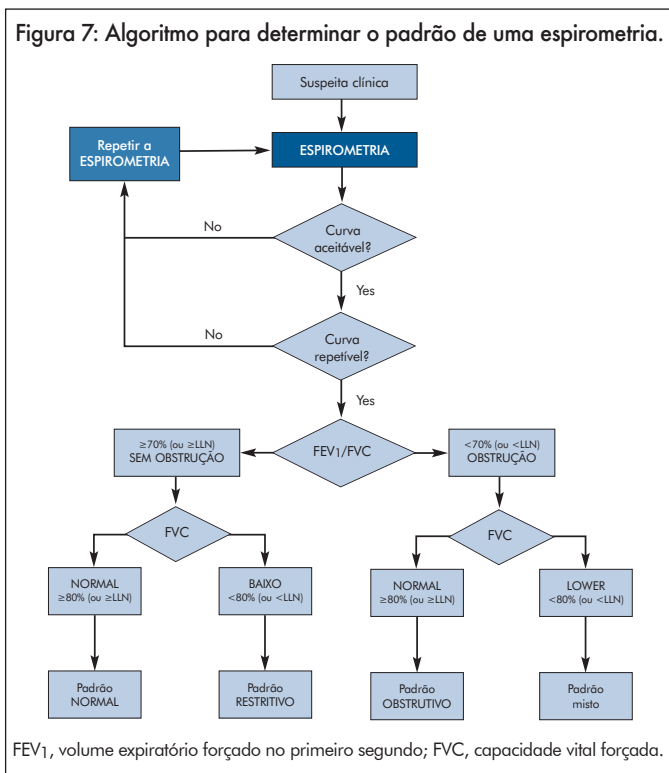 Figura 7: Algoritmo para determinar o padrão de uma espirometria.
Suspeita clínica
Repetir a
ESPIROMETRIA
ESPIROMETRIA
No
Curva
aceitável?
Yes
No
Curva
repetível?
Yes
≥70% (ou ≥LLN)
SEM OBSTRUÇÃO
FEV1/FVC
<70% (ou <LLN)
OBSTRUÇÃO
FVC
FVC
NORMAL
≥80% (ou ≥LLN)
BAIXO
<80% (ou <LLN)
NORMAL
≥80% (ou ≥LLN)
LOWER
<80% (ou <LLN)
Padrão
NORMAL
Padrão
RESTRITIVO
Padrão
OBSTRUTIVO
Padrão
misto
FEV1, volume expiratório forçado no primeiro segundo; FVC, capacidade vital forçada.